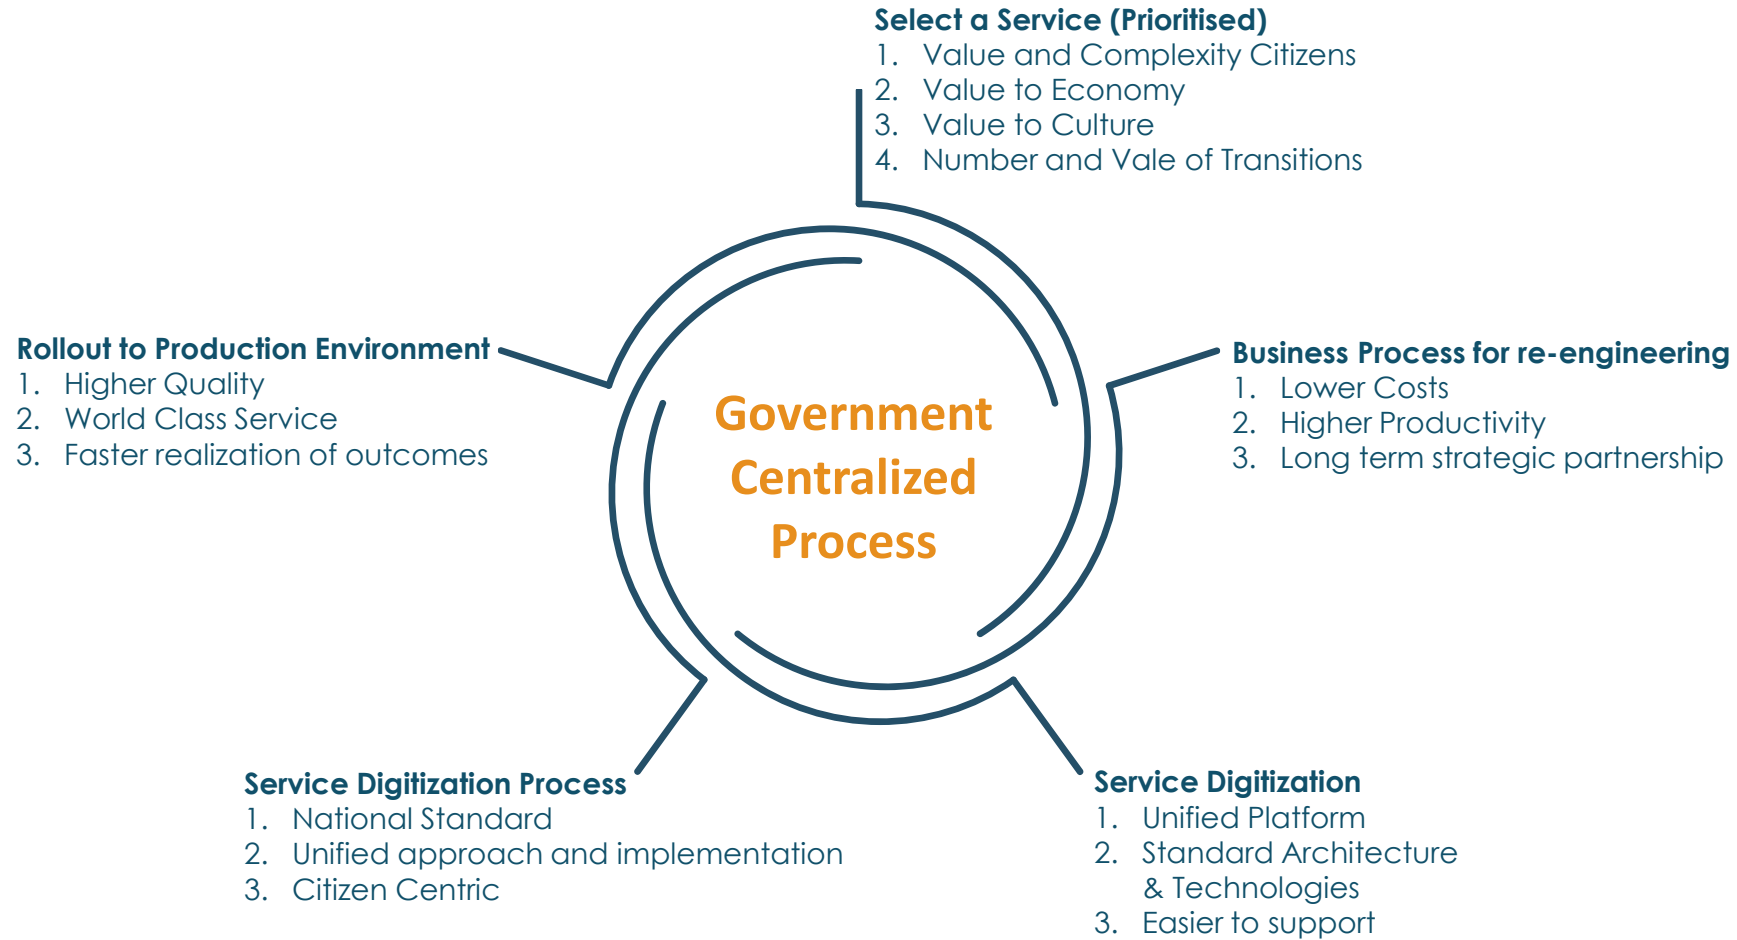 Select a Service (Prioritised)
1. Value and Complexity Citizens
2. Value to Economy
3. Value to Culture
4. Number and Vale of Transitions
Rollout to Production Environment
1. Higher Quality
2. World Class Service
3. Faster realization of outcomes
Government
Centralized
Process
Business Process for re-engineering
1. Lower Costs
2. Higher Productivity
3. Long term strategic partnership
Service Digitization Process
1. National Standard
2. Unified approach and implementation
3. Citizen Centric
Service Digitization
1. Unified Platform
2. Standard Architecture
& Technologies
3. Easier to support